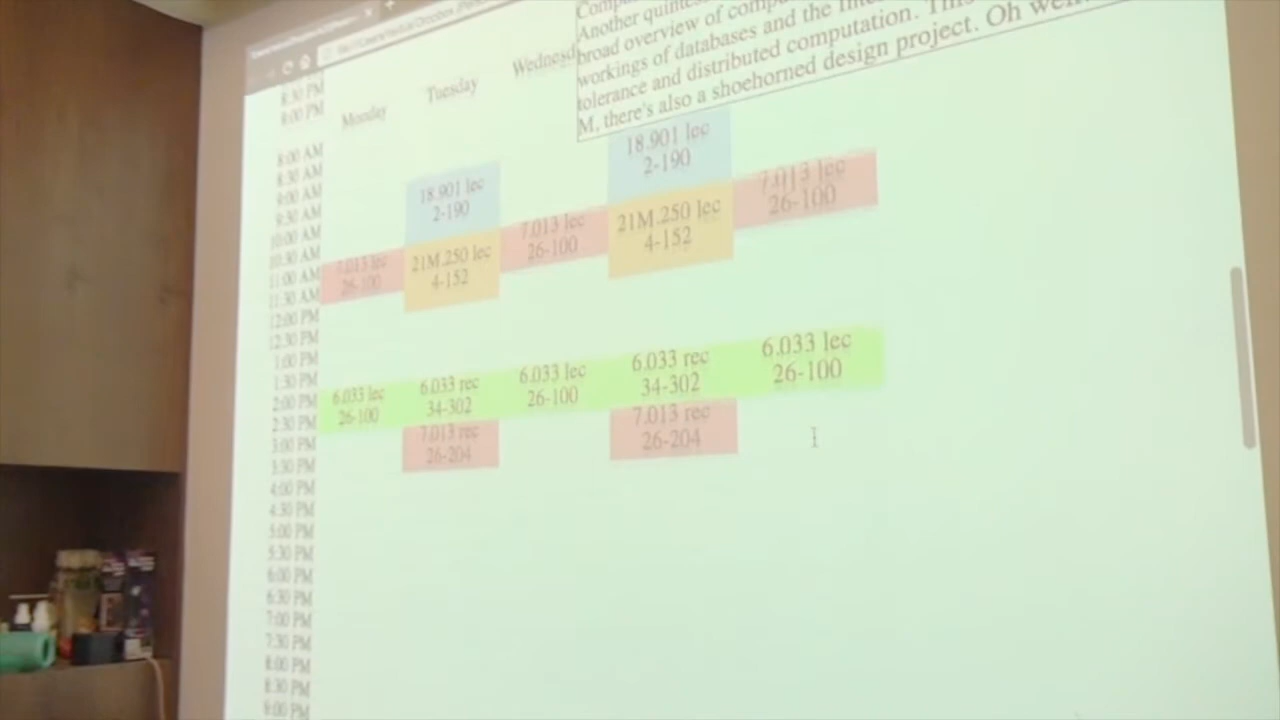 Another quintes
broad overview of compu
workings of databases and the
tolerance and distributed computation.
M, there's also a shoehorned design project. Oh well.
8:30 PM
9:00 PM
Monday
Tuesday
Wednesd
8:00 AM
8:30 AM
9:00 AM
9:30 AM
10:00 AM
10:30 AM
11:00 AM
11:30 AM
12:00 PM
12:30 PM
1:00 PM
1:30 PM
2:00 PM
2:30 PM
3:00 PM
3:30 PM
4:00 PM
4:30 PM
5:00 PM
5:30 PM
6:00 PM
6:30 PM
7:00 PM
7:30 PM
8:00 PM
8:30 PM
9:00 PM
7.013 lec
26-100
6.033 lec
26-100
18.901 lec
2-190
21M.250 lec
4-152
6.033 rec
34-302
7.013 rec
26-204
7.013 lec
26-100
6.033 lec
26-100
18.901 lec
2-190
21M.250 lec
4-152
6.033 rec
34-302
7.013 rec
26-204
7.013 lec
26-100
6.033 lec
26-100